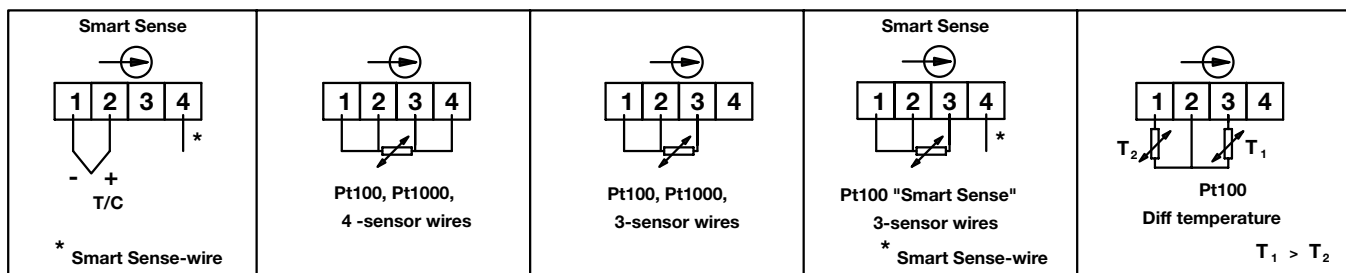 Smart Sense
1 2 3 4
*
- +
T/C
* Smart Sense-wire
1 2 3 4
Pt100, Pt1000,
4 -sensor wires
1 2 3 4
Pt100, Pt1000,
3-sensor wires
Smart Sense
1 2 3 4
*
Pt100 "Smart Sense"
3-sensor wires
* Smart Sense-wire
1 2 3 4
T2 T1
Pt100
Diff temperature
T1 > T2